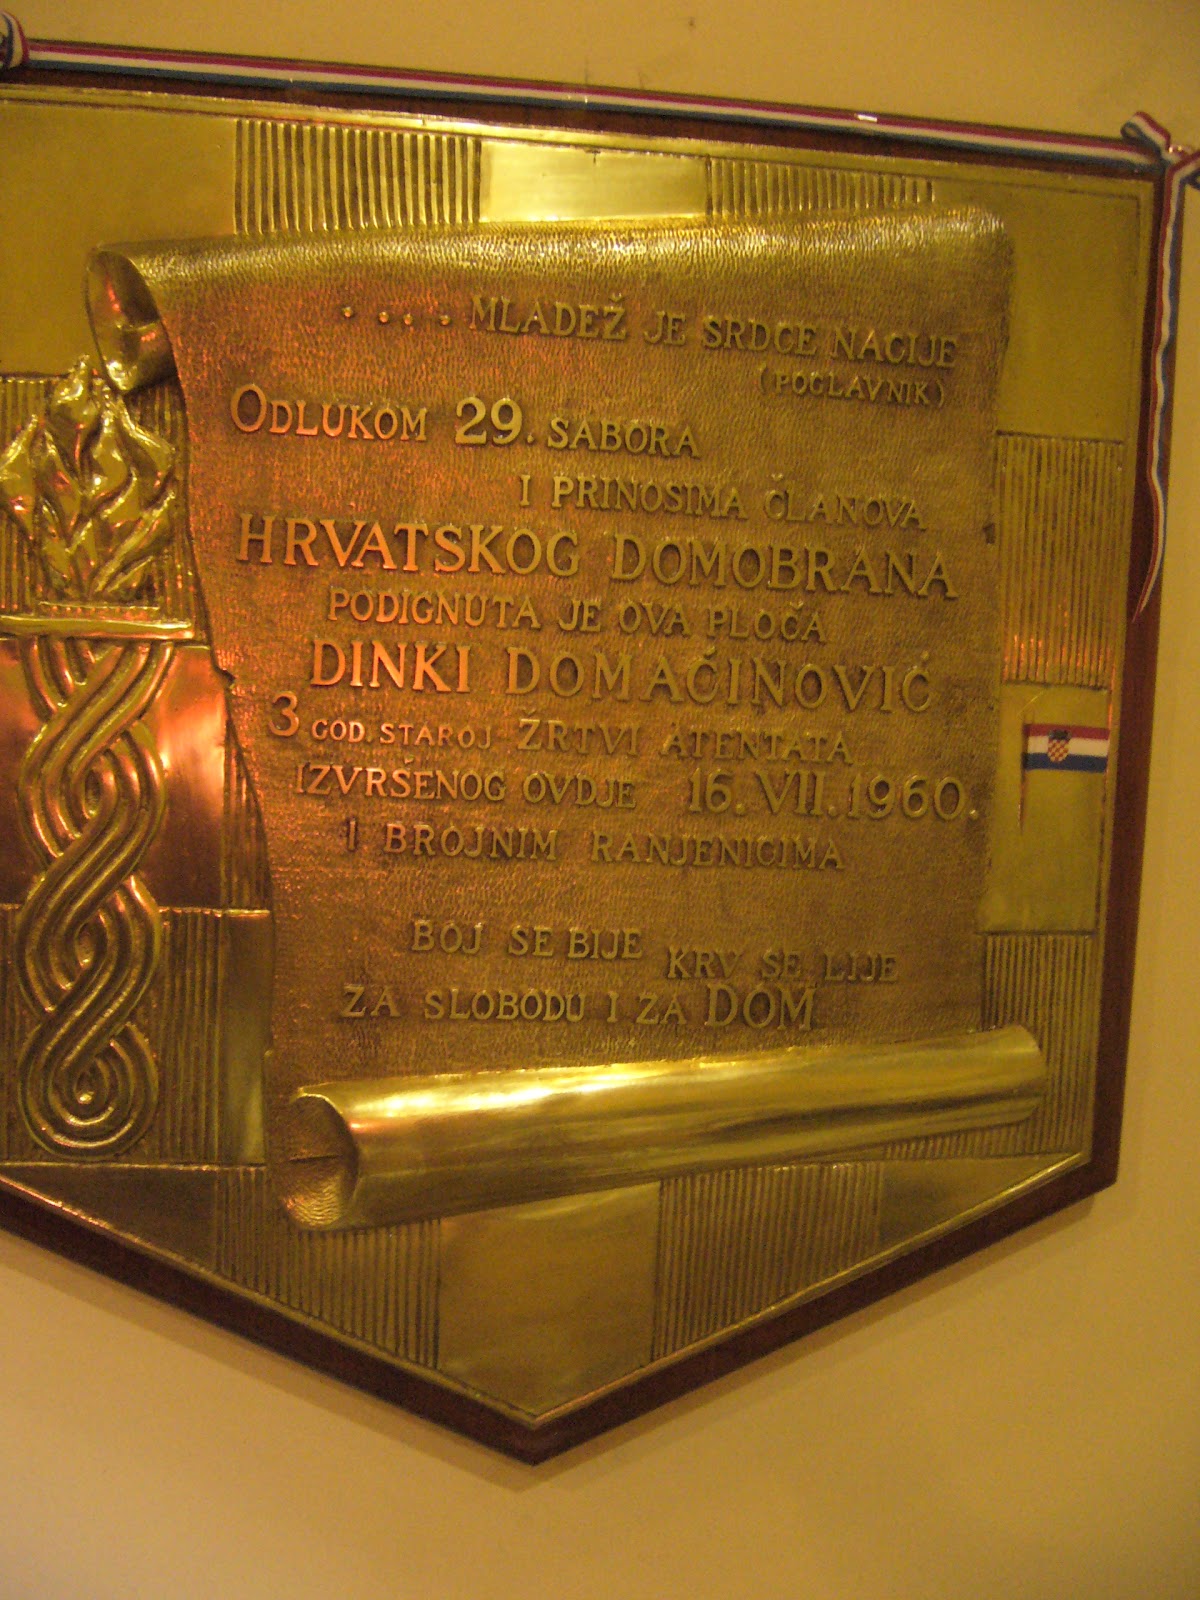 .... MLADEŽ JE SRDCE NACIJE
(POGLAVNIK)
ODLUKOM 29. SABORA
I PRINOSIMA ČLANOVA
HRVATSKOG DOMOBRANA
PODIGNUTA JE OVA PLOČA
DINKI DOMAĆINOVIĆ
3 GOD. STAROJ ŽRTVI ATENTATA
IZVRŠENOG OVDJE 16.VII.1960.
I BROJNIM RANJENICIMA
BOJ SE BIJE KRV SE LIJE
ZA SLOBODU I ZA DOM